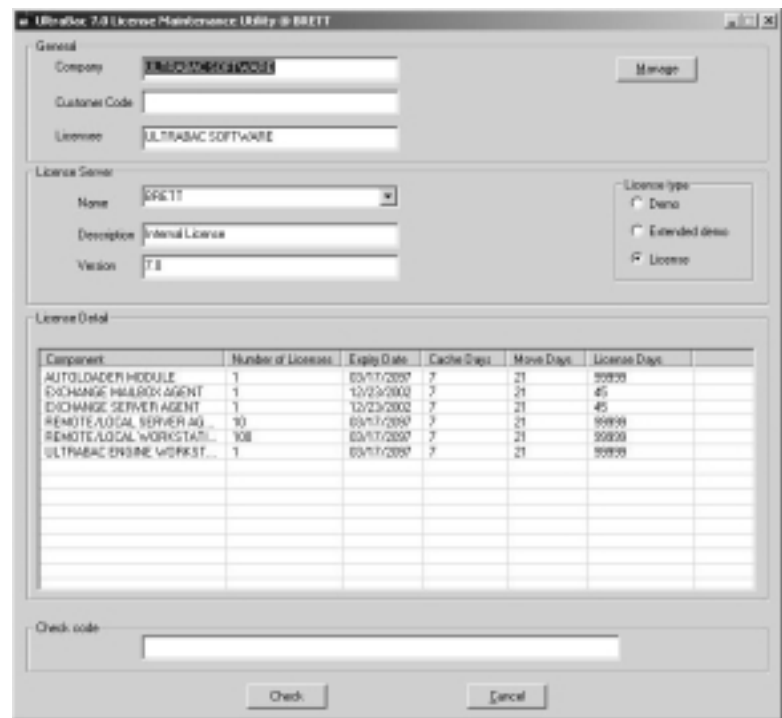 UltraBac 7.0 License Maintenance Utility @ BRETT
General
Company ULTRABAC SOFTWARE Manage
Customer Code
Licensee ULTRABAC SOFTWARE
License Server
Name BRETT
Description Internal License
Version 7.0
License type
Demo
Extended demo
License
License Detail
Component Number of Licenses Expiry Date Cache Days Move Days License Days
AUTOLOADER MODULE 1 03/17/2097 7 21 99999
EXCHANGE MAILBOX AGENT 1 12/23/2002 7 21 45
EXCHANGE SERVER AGENT 1 12/23/2002 7 21 45
REMOTE/LOCAL SERVER AG... 10 03/17/2097 7 21 99999
REMOTE/LOCAL WORKSTATI... 100 03/17/2097 7 21 99999
ULTRABAC ENGINE WORKST... 1 03/17/2097 7 21 99999
Check code
Check Cancel